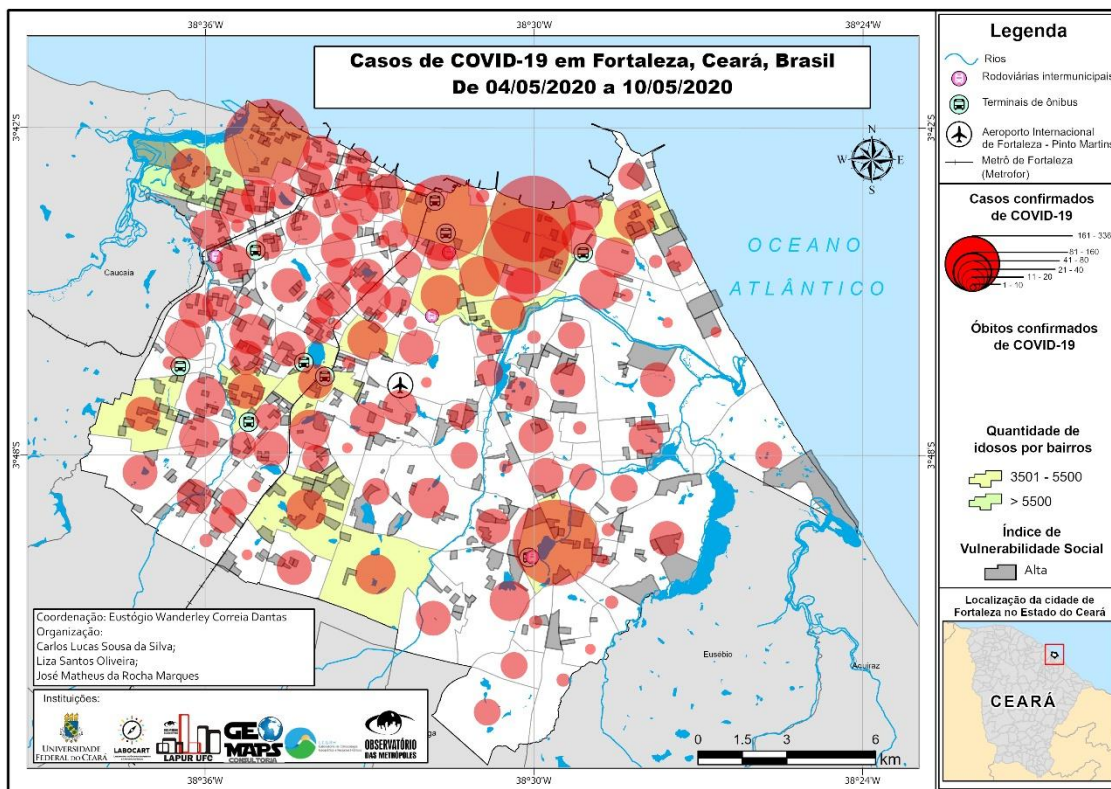 38°36'W
38°30'W
38°24'W
Casos de COVID-19 em Fortaleza, Ceará, Brasil
De 04/05/2020 a 10/05/2020
3°42'S
3°42'S
N
W
E
S
OCEANO
ATLÂNTICO
Caucaia
3°48'S
3°48'S
Eusébio
Aquiraz
Coordenação: Eustógio Wanderley Correia Dantas
Organização:
Carlos Lucas Sousa da Silva;
Liza Santos Oliveira;
José Matheus da Rocha Marques
Instituições:
UNIVERSIDADE
FEDERAL DO CEARÁ
LABOCART
LAPUR UFC
GE MAPS
CONSULTORIA
OBSERVATÓRIO
DAS METRÓPOLES
0 1.5 3 6
km
38°36'W
38°30'W
38°24'W
Legenda
Rios
Rodoviárias intermunicipais
Terminais de ônibus
Aeroporto Internacional
de Fortaleza - Pinto Martins
Metrô de Fortaleza
(Metrofor)
Casos confirmados
de COVID-19
161 - 336
81 - 160
41 - 80
21 - 40
11 - 20
1 - 10
Óbitos confirmados
de COVID-19
Quantidade de
idosos por bairros
3501 - 5500
> 5500
Índice de
Vulnerabilidade Social
Alta
Localização da cidade de
Fortaleza no Estado do Ceará
CEARÁ